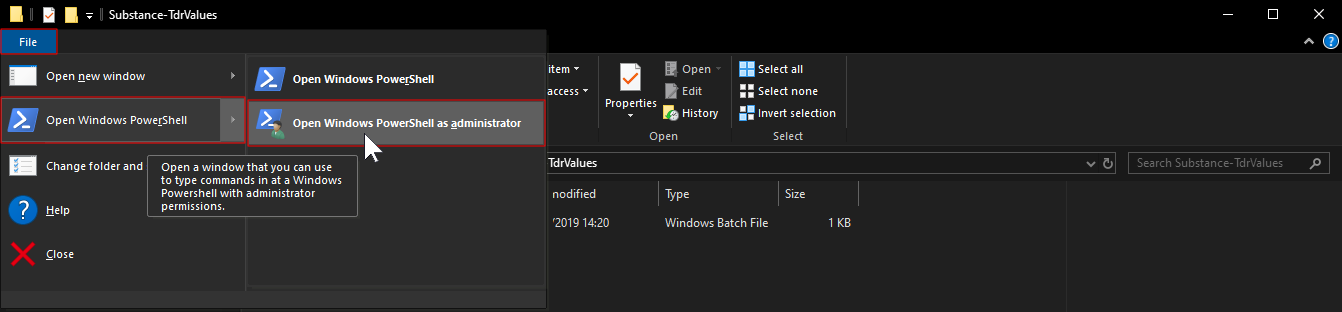 Substance-TdrValues
File
Open new window
Open Windows PowerShell
Change folder and
Help
Close
Open Windows PowerShell
Open Windows PowerShell as administrator
Open a window that you can use
to type commands in at a Windows
Powershell with administrator
permissions.
item
access
Properties
Open
Edit
History
Open
Select all
Select none
Invert selection
Select
TdrValues
Search Substance-TdrValues
modified
Type
Size
/2019 14:20
Windows Batch File
1 KB